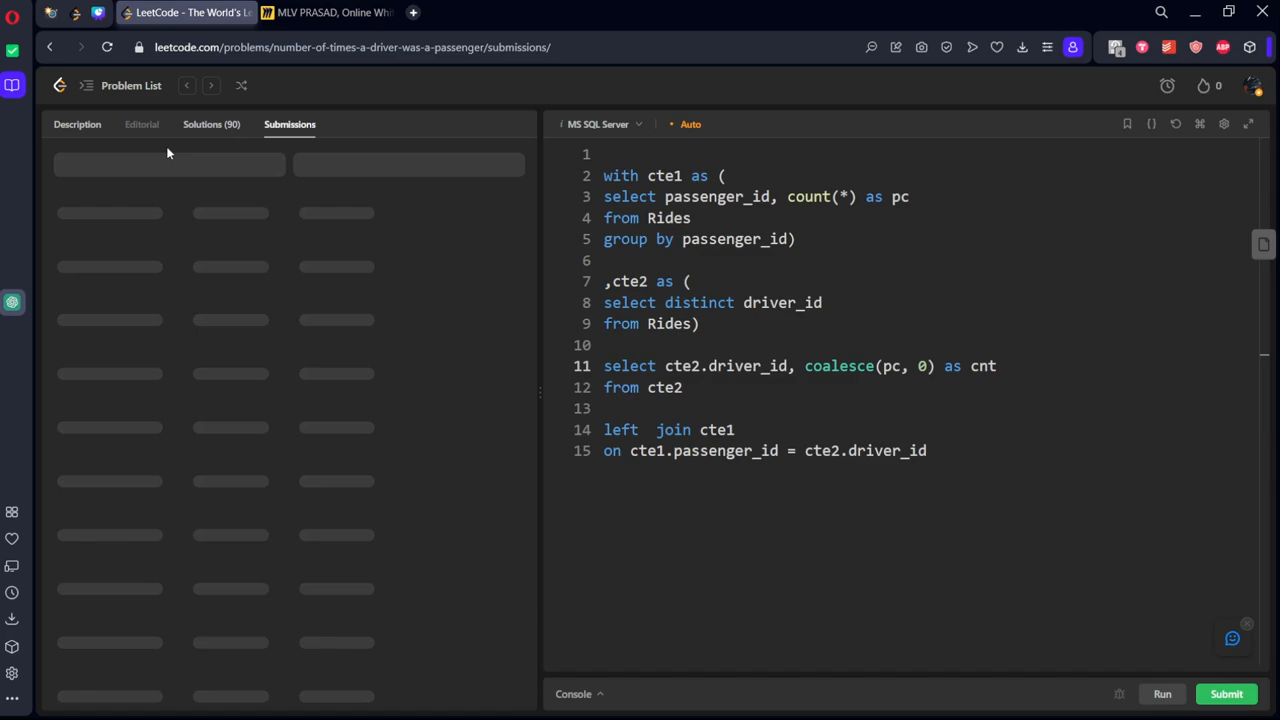 LeetCode - The World's Le
MLV PRASAD, Online Whi
leetcode.com/problems/number-of-times-a-driver-was-a-passenger/submissions/
4
ABP
Problem List
0
Description
Editorial
Solutions (90)
Submissions
i MS SQL Server
• Auto
1
2 with cte1 as (
3 select passenger_id, count(*) as pc
4 from Rides
5 group by passenger_id)
6
7 ,cte2 as (
8 select distinct driver_id
9 from Rides)
10
11 select cte2.driver_id, coalesce(pc, 0) as cnt
12 from cte2
13
14 left  join cte1
15 on cte1.passenger_id = cte2.driver_id
Console
Run
Submit